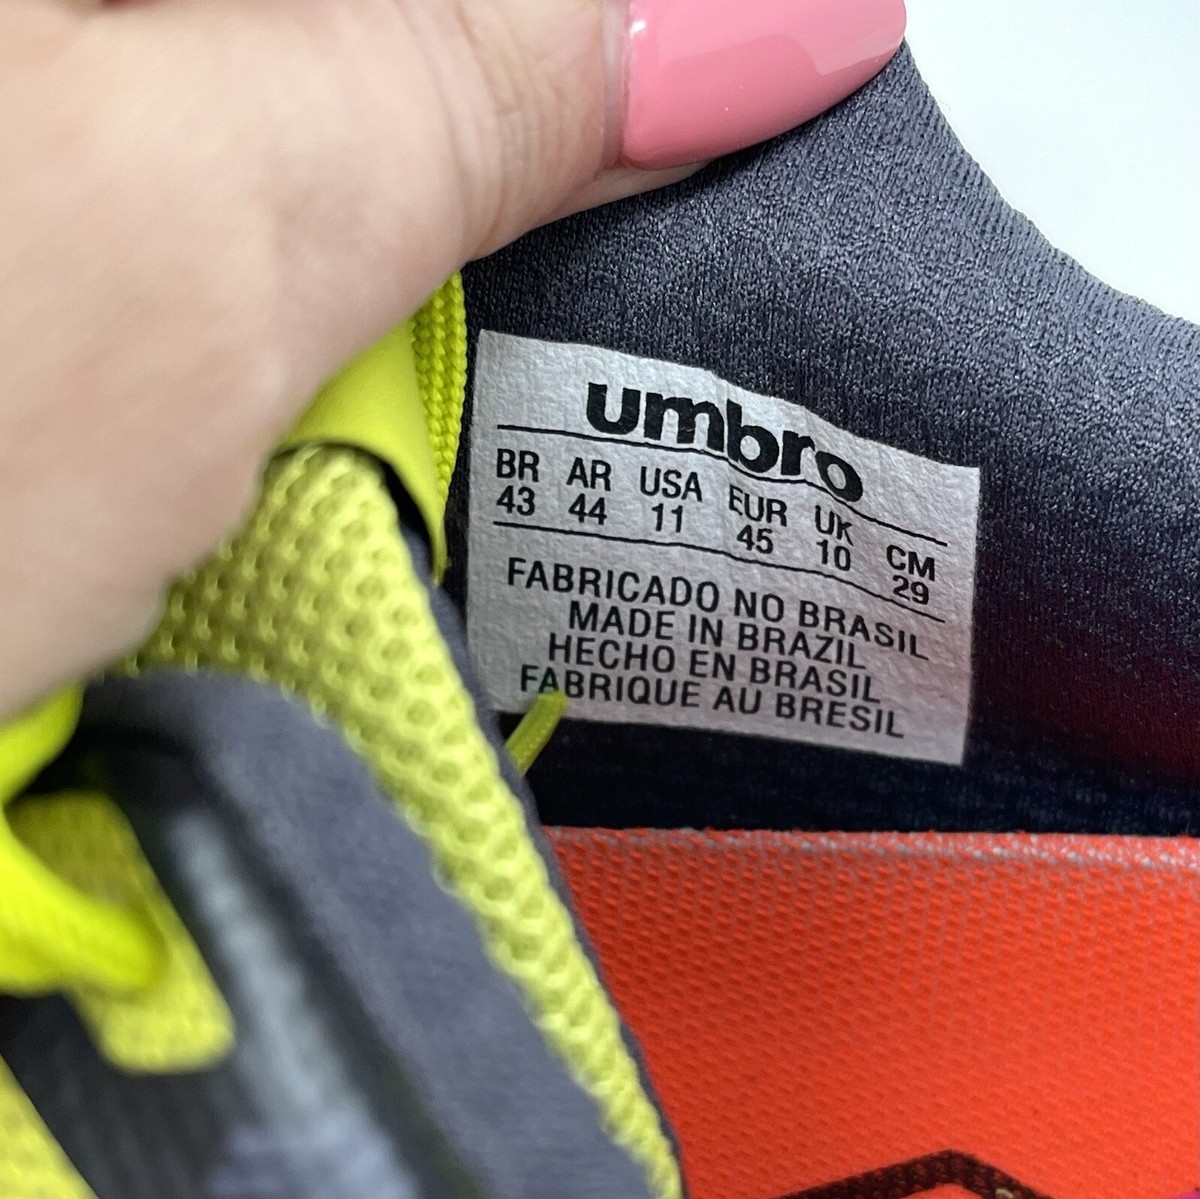 umbro
BR AR USA EUR UK CM
43 44 11 45 10 29
FABRICADO NO BRASIL
MADE IN BRAZIL
HECHO EN BRASIL
FABRIQUE AU BRESIL